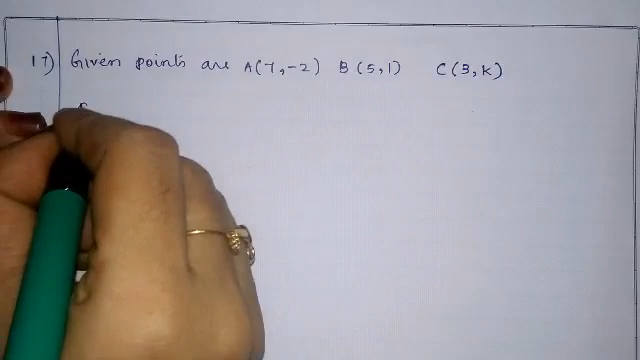 17) Given points are A(7,-2) B(5,1) C(3,K)